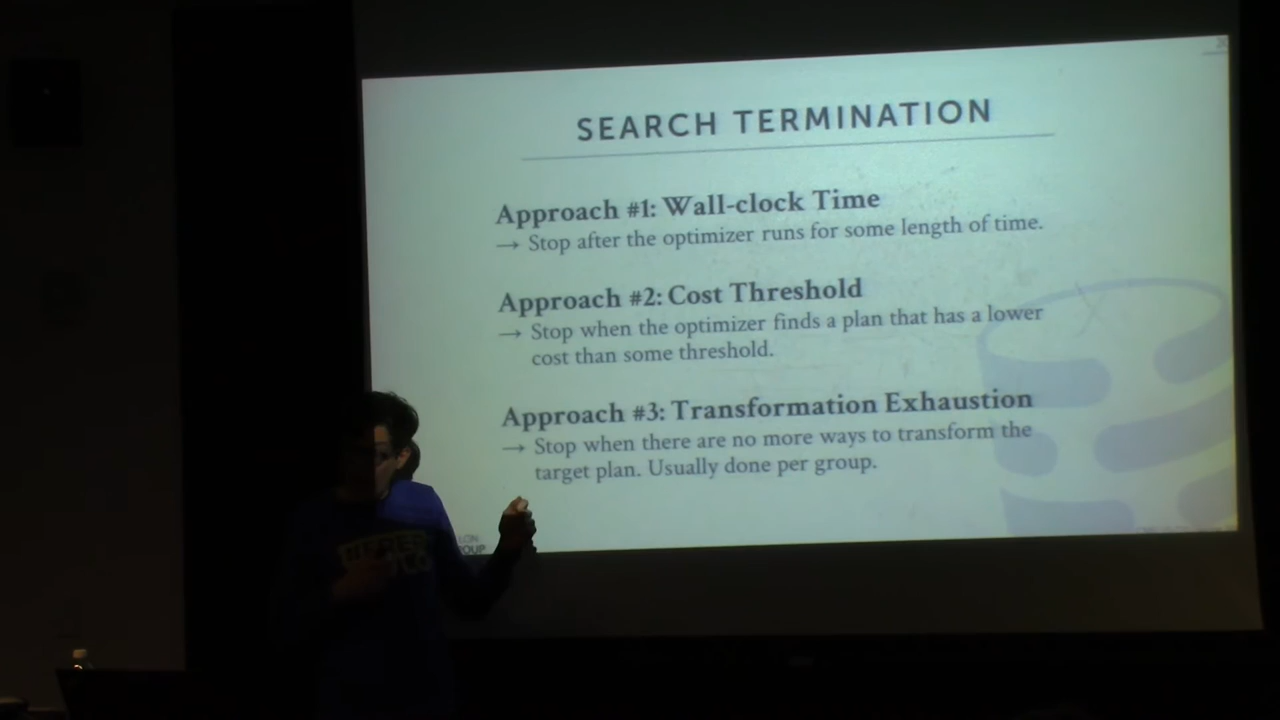 SEARCH TERMINATION
Approach #1: Wall-clock Time
→ Stop after the optimizer runs for some length of time.
Approach #2: Cost Threshold
→ Stop when the optimizer finds a plan that has a lower
cost than some threshold.
Approach #3: Transformation Exhaustion
→ Stop when there are no more ways to transform the
target plan. Usually done per group.